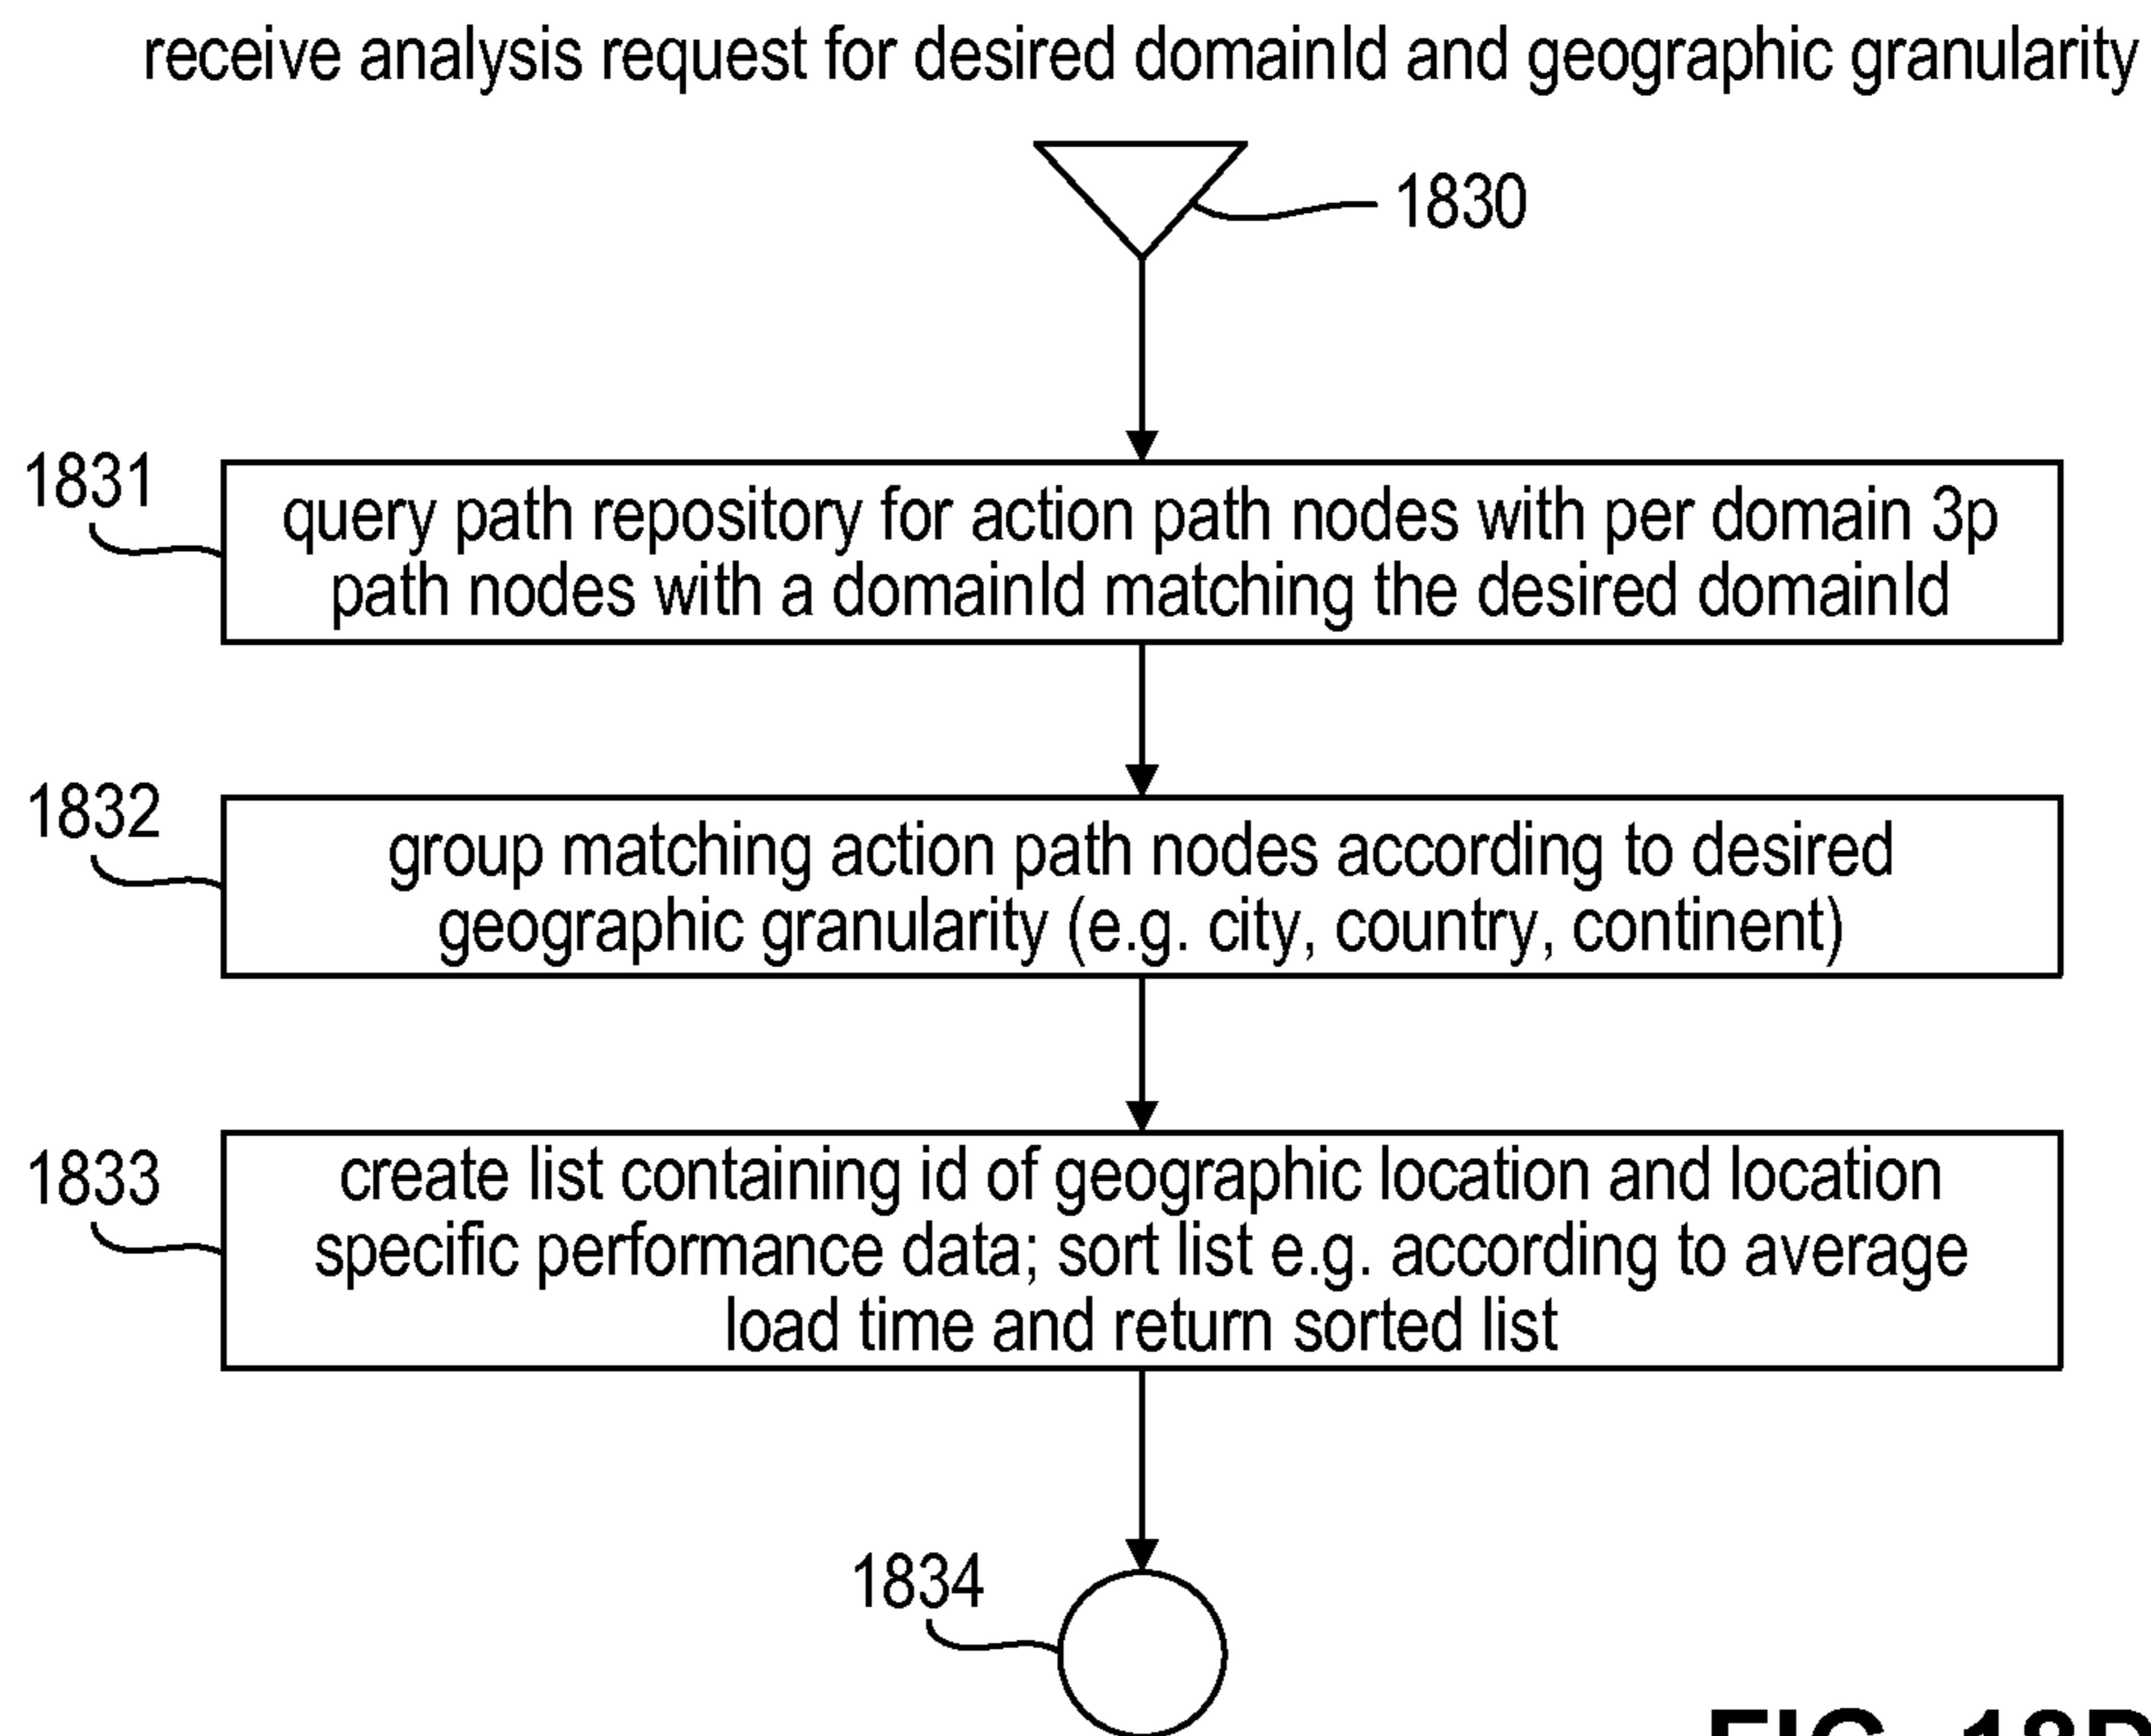 receive analysis request for desired domainId and geographic granularity
1830
1831
query path repository for action path nodes with per domain 3p
path nodes with a domainId matching the desired domainId
1832
group matching action path nodes according to desired
geographic granularity (e.g. city, country, continent)
1833
create list containing id of geographic location and location
specific performance data; sort list e.g. according to average
load time and return sorted list
1834